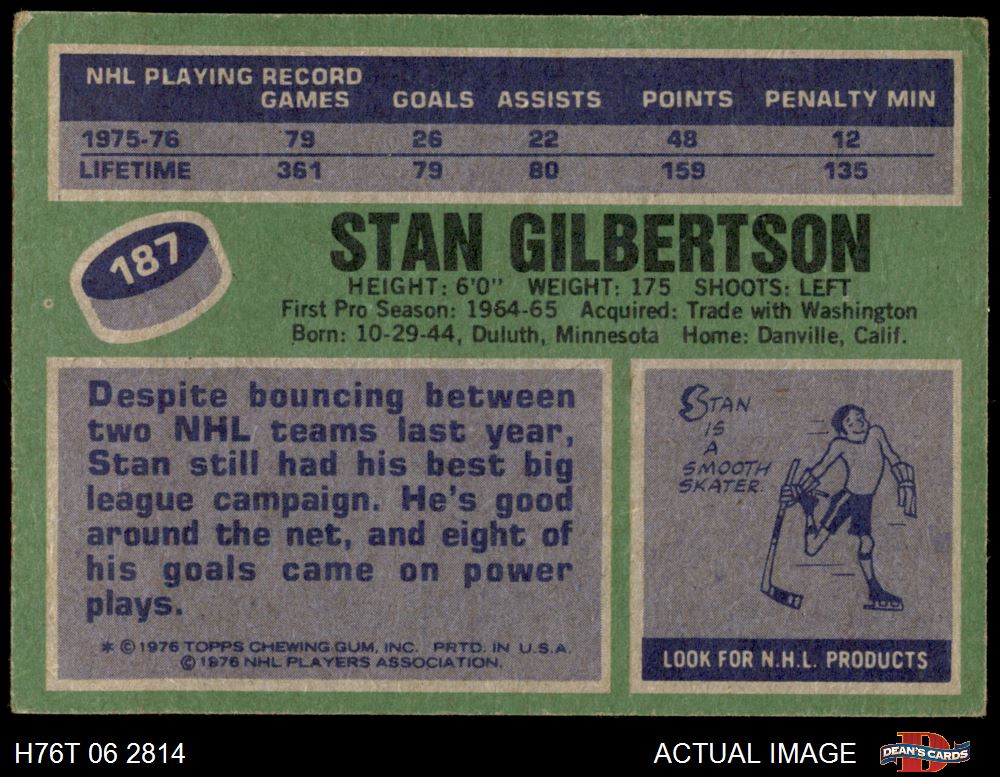 NHL PLAYING RECORD
GAMES GOALS ASSISTS POINTS PENALTY MIN
1975-76 79 26 22 48 12
LIFETIME 361 79 80 159 135
187
STAN GILBERTSON
HEIGHT: 6'0" WEIGHT: 175 SHOOTS: LEFT
First Pro Season: 1964-65 Acquired: Trade with Washington
Born: 10-29-44, Duluth, Minnesota Home: Danville, Calif.
Despite bouncing between
two NHL teams last year,
Stan still had his best big
league campaign. He's good
around the net, and eight of
his goals came on power
plays.
* © 1976 TOPPS CHEWING GUM, INC. PRTD. IN U.S.A.
© 1976 NHL PLAYERS ASSOCIATION.
STAN
IS
A
SMOOTH
SKATER.
LOOK FOR N.H.L. PRODUCTS
H76T 06 2814
ACTUAL IMAGE
D
DEAN'S CARDS